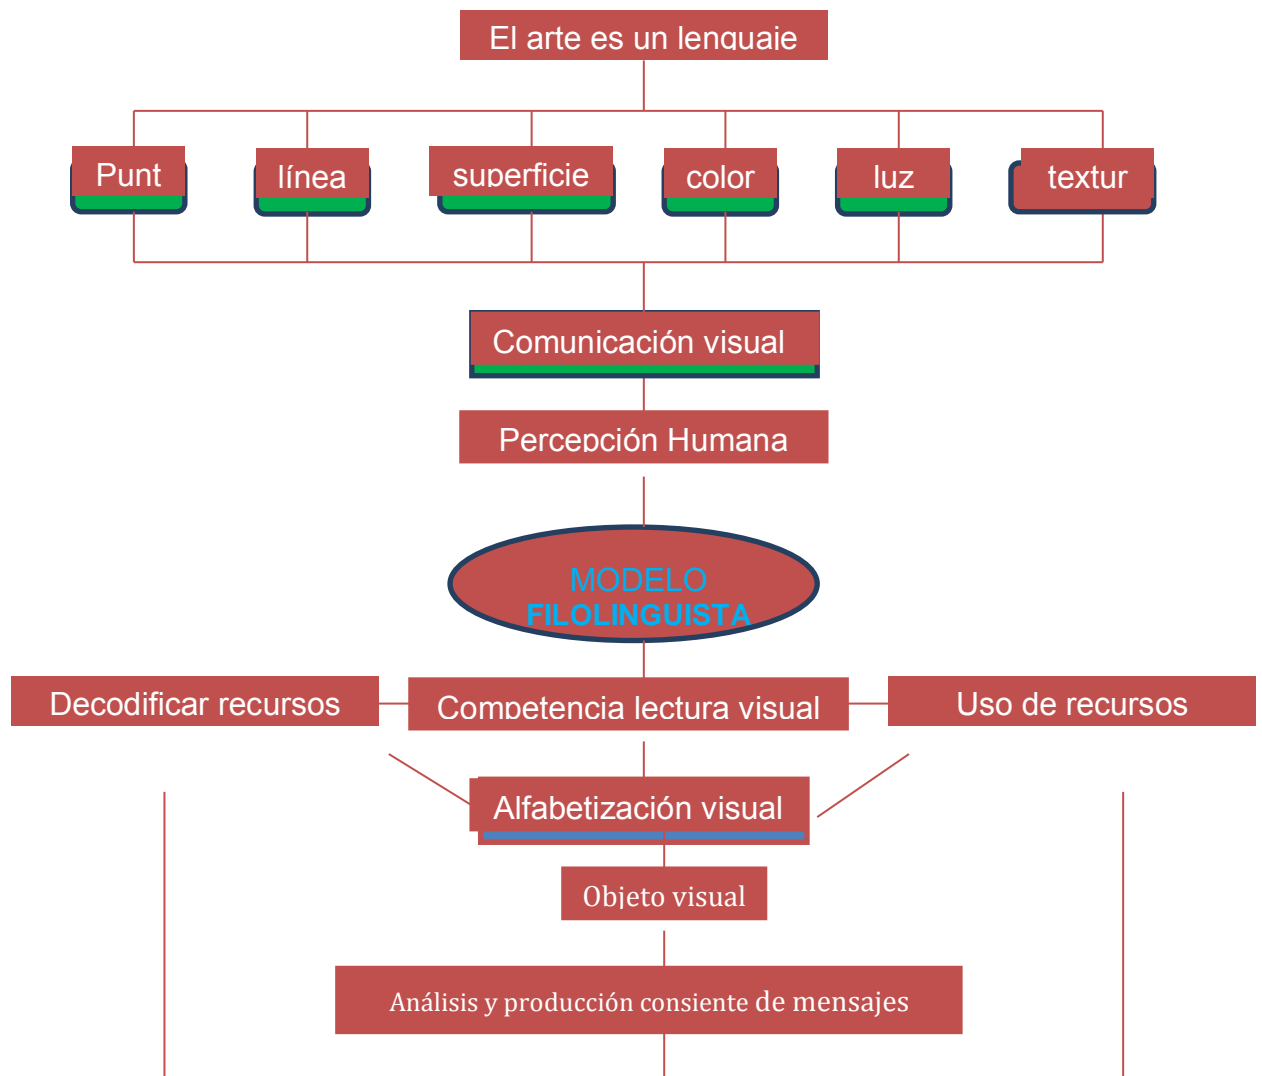 El arte es un lenguaje
Punt
línea
superficie
color
luz
textur
Comunicación visual
Percepción Humana
MODELO
FILOLINGUISTA
Decodificar recursos
Competencia lectura visual
Uso de recursos
Alfabetización visual
Objeto visual
Análisis y producción consiente de mensajes